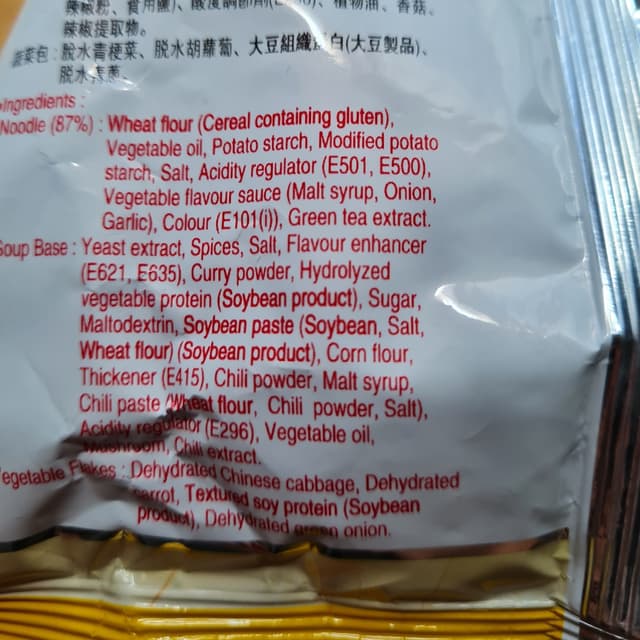 辣椒粉、食用鹽)、酸度調節劑(E296)、植物油、香菇、
辣椒提取物。
蔬菜包：脫水青梗菜、脫水胡蘿蔔、大豆組織蛋白(大豆製品)、
脫水青蔥。
Ingredients :
Noodle (87%) : Wheat flour (Cereal containing gluten),
Vegetable oil, Potato starch, Modified potato
starch, Salt, Acidity regulator (E501, E500),
Vegetable flavour sauce (Malt syrup, Onion,
Garlic), Colour (E101(i)), Green tea extract.
Soup Base : Yeast extract, Spices, Salt, Flavour enhancer
(E621, E635), Curry powder, Hydrolyzed
vegetable protein (Soybean product), Sugar,
Maltodextrin, Soybean paste (Soybean, Salt,
Wheat flour) (Soybean product), Corn flour,
Thickener (E415), Chili powder, Malt syrup,
Chili paste (Wheat flour, Chili powder, Salt),
Acidity regulator (E296), Vegetable oil,
Mushroom, Chili extract.
Vegetable Flakes : Dehydrated Chinese cabbage, Dehydrated
carrot, Textured soy protein (Soybean
product), Dehydrated green onion.